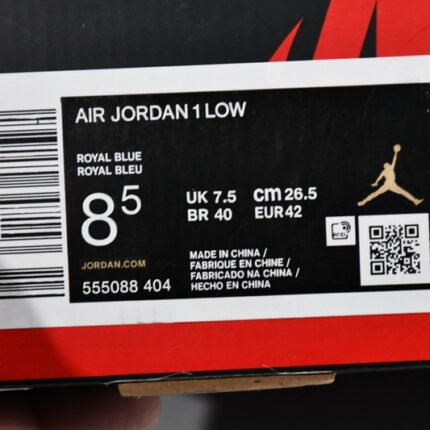 AIR JORDAN 1 LOW
ROYAL BLUE
ROYAL BLEU
8 5
UK 7.5 cm 26.5
BR 40 EUR 42
JORDAN.COM
555088 404
MADE IN CHINA /
FABRIQUE EN CHINE /
FABRICADO NA CHINA /
HECHO EN CHINA